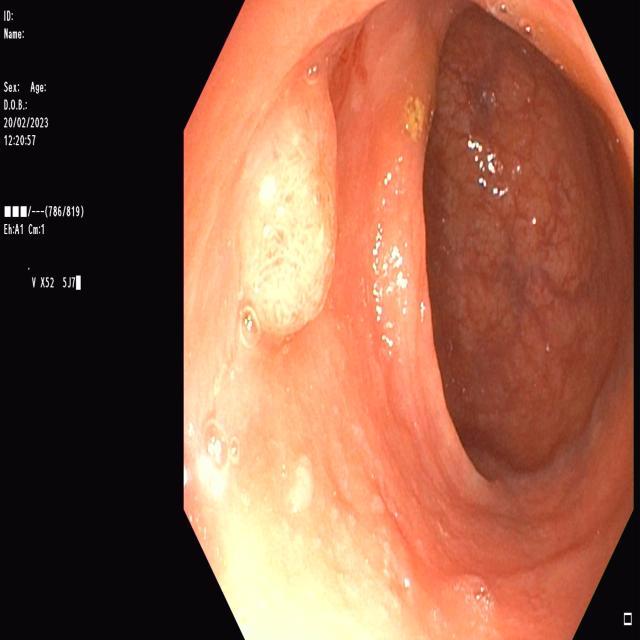 ID:
Name:
Sex: Age:
D.O.B.:
20/02/2023
12:20:57
■■■/---(786/819)
Eh:A1 Cm:1
V X52 5J7